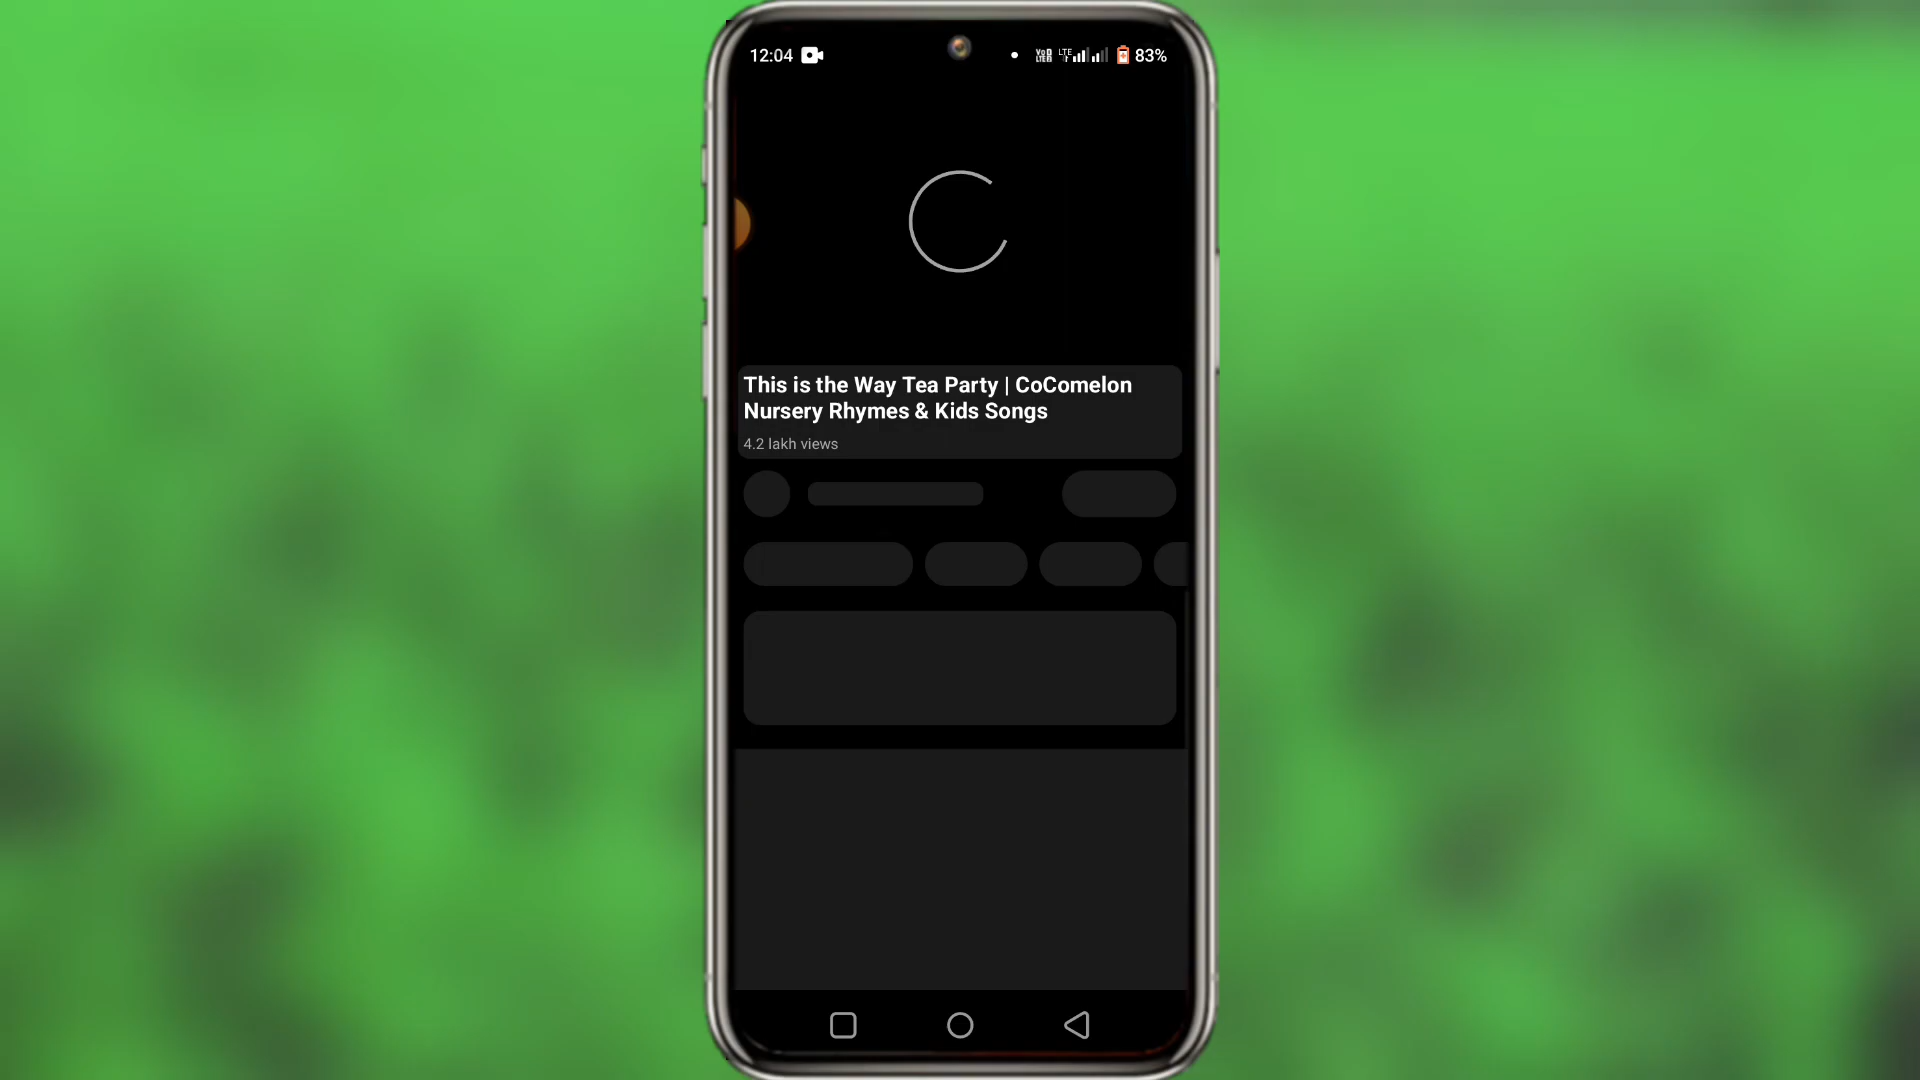 12:04
LTE 83%
This is the Way Tea Party | CoComelon
Nursery Rhymes & Kids Songs
4.2 lakh views